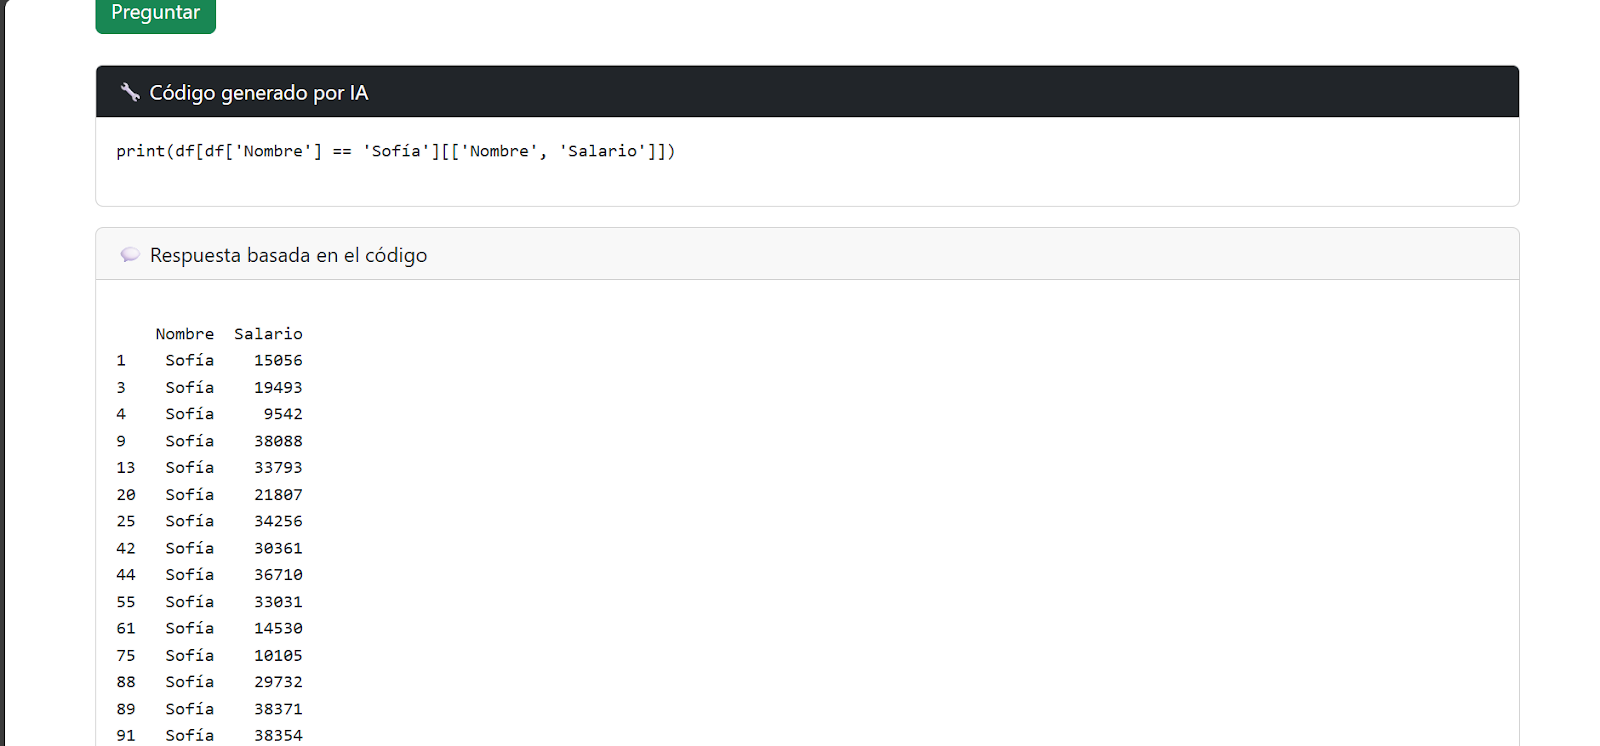 Preguntar
Código generado por IA
print(df[df['Nombre'] == 'Sofía'][['Nombre', 'Salario']])
Respuesta basada en el código
Nombre Salario
1 Sofía 15056
3 Sofía 19493
4 Sofía 9542
9 Sofía 38088
13 Sofía 33793
20 Sofía 21807
25 Sofía 34256
42 Sofía 30361
44 Sofía 36710
55 Sofía 33031
61 Sofía 14530
75 Sofía 10105
88 Sofía 29732
89 Sofía 38371
91 Sofía 38354